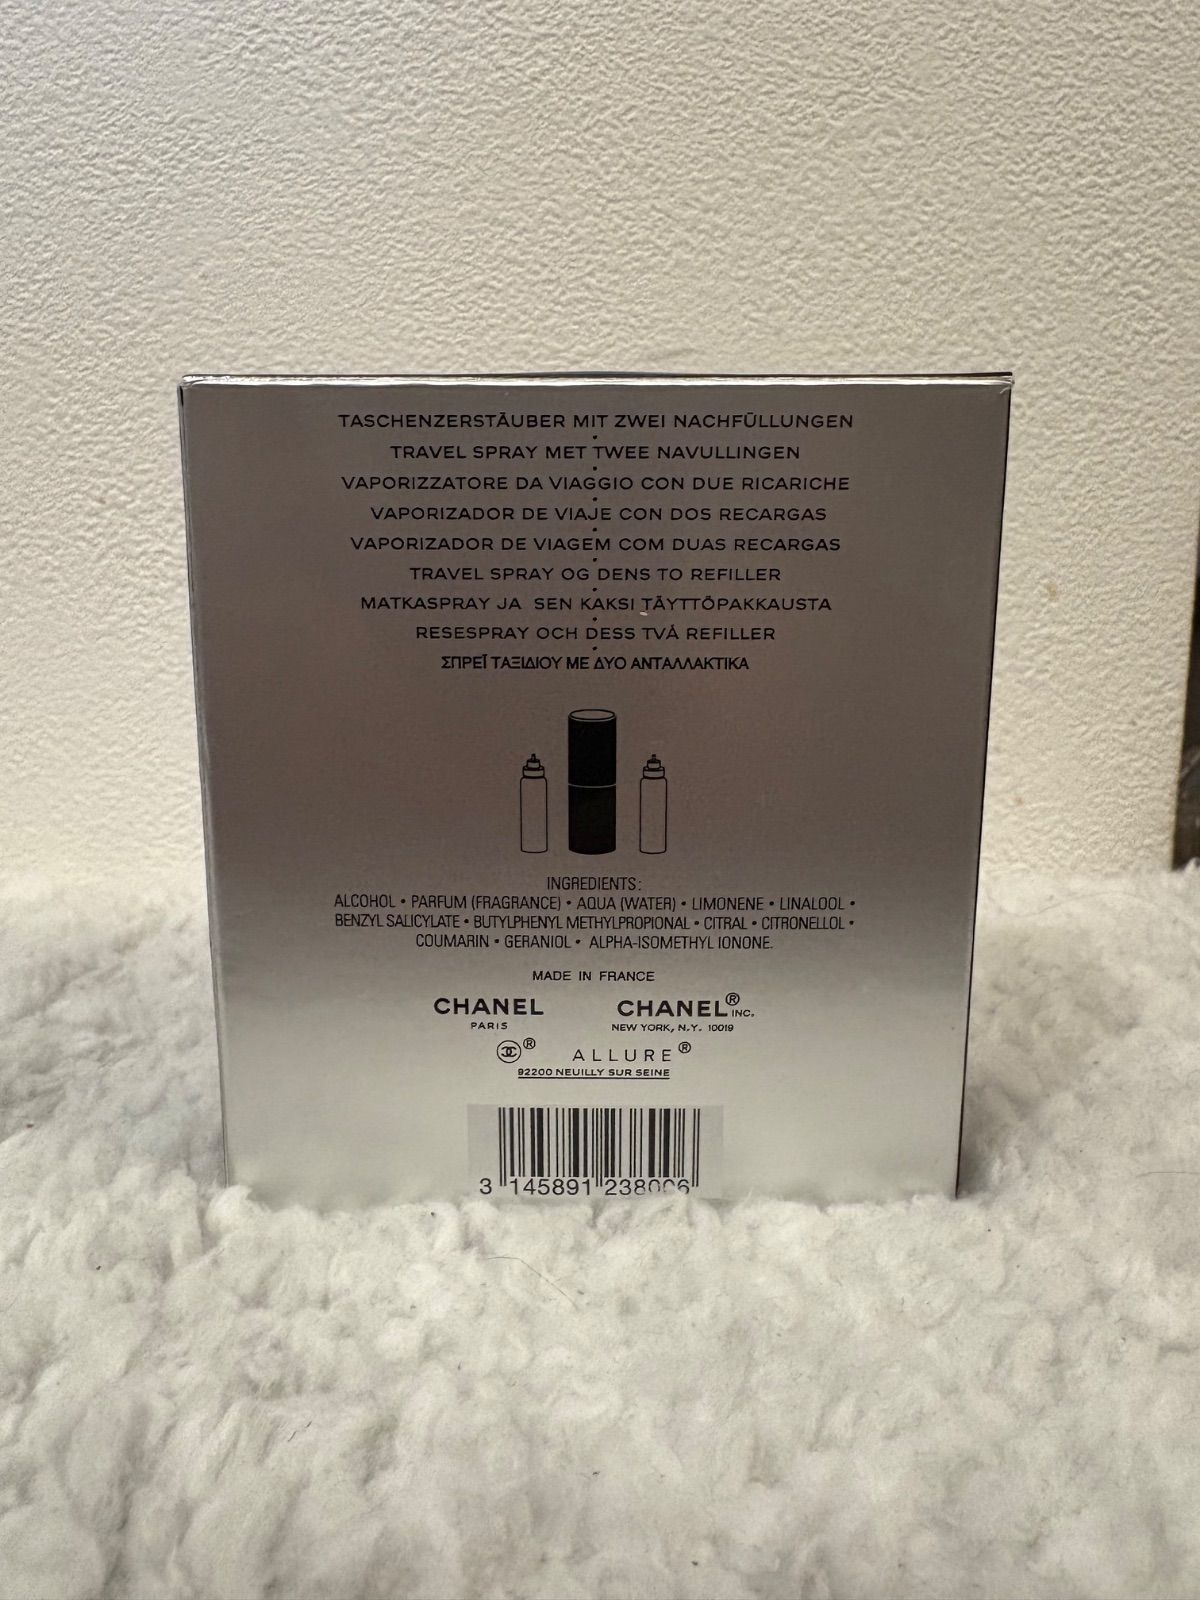 TASCHENZERSTÄUBER MIT ZWEI NACHFÜLLUNGEN
TRAVEL SPRAY MET TWEE NAVULLINGEN
VAPORIZZATORE DA VIAGGIO CON DUE RICARICHE
VAPORIZADOR DE VIAJE CON DOS RECARGAS
VAPORIZADOR DE VIAGEM COM DUAS RECARGAS
TRAVEL SPRAY OG DENS TO REFILLER
MATKASPRAY JA SEN KAKSI TÄYTTÖPAKKAUSTA
RESESPRAY OCH DESS TVÅ REFILLER
ΣΠΡΕΪ ΤΑΞΙΔΙΟΥ ΜΕ ΔΥΟ ΑΝΤΑΛΛΑΚΤΙΚΑ
INGREDIENTS:
ALCOHOL • PARFUM (FRAGRANCE) • AQUA (WATER) • LIMONENE • LINALOOL •
BENZYL SALICYLATE • BUTYLPHENYL METHYLPROPIONAL • CITRAL • CITRONELLOL •
COUMARIN • GERANIOL • ALPHA-ISOMETHYL IONONE.
MADE IN FRANCE
CHANEL CHANEL® INC.
PARIS NEW YORK, N.Y. 10019
® ALLURE®
92200 NEUILLY SUR SEINE
3 145891 238006